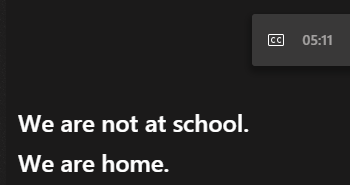 CC 05:11
We are not at school.
We are home.